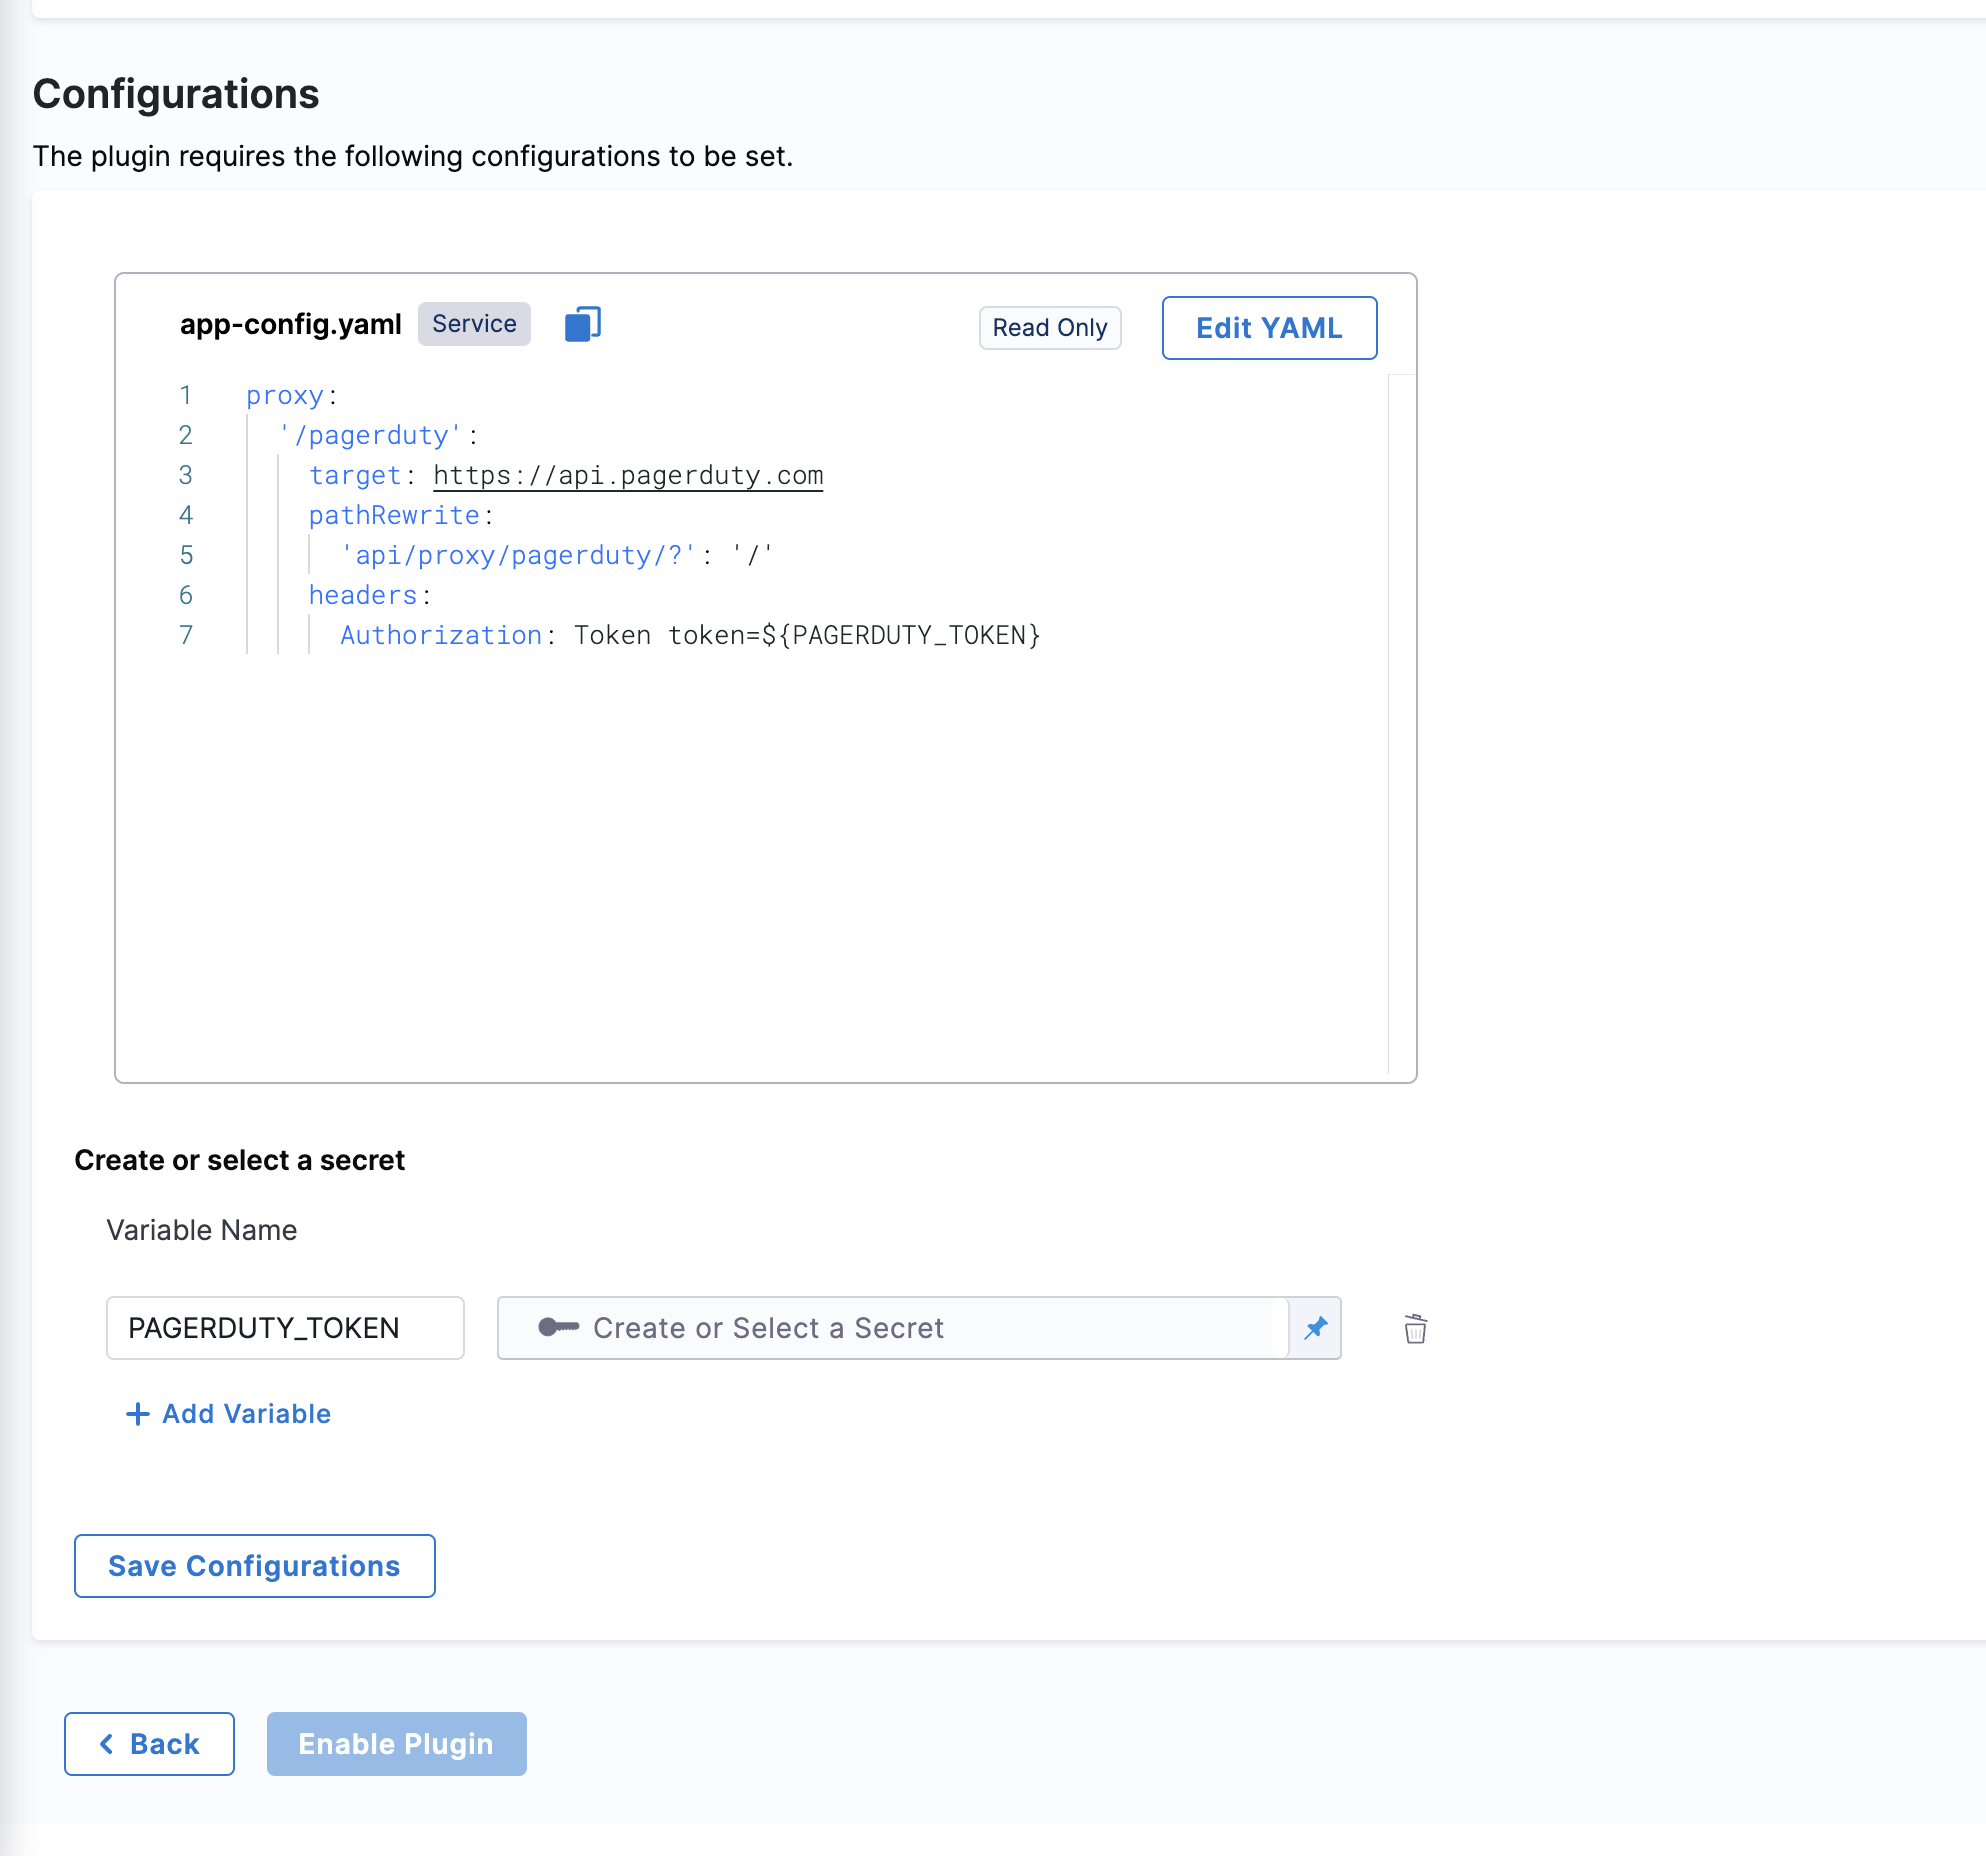 Configurations
The plugin requires the following configurations to be set.
app-config.yaml Service Read Only Edit YAML
1 proxy:
2 '/pagerduty':
3 target: https://api.pagerduty.com
4 pathRewrite:
5 'api/proxy/pagerduty/?': '/'
6 headers:
7 Authorization: Token token=${PAGERDUTY_TOKEN}
Create or select a secret
Variable Name
PAGERDUTY_TOKEN Create or Select a Secret
+ Add Variable
Save Configurations
Back Enable Plugin